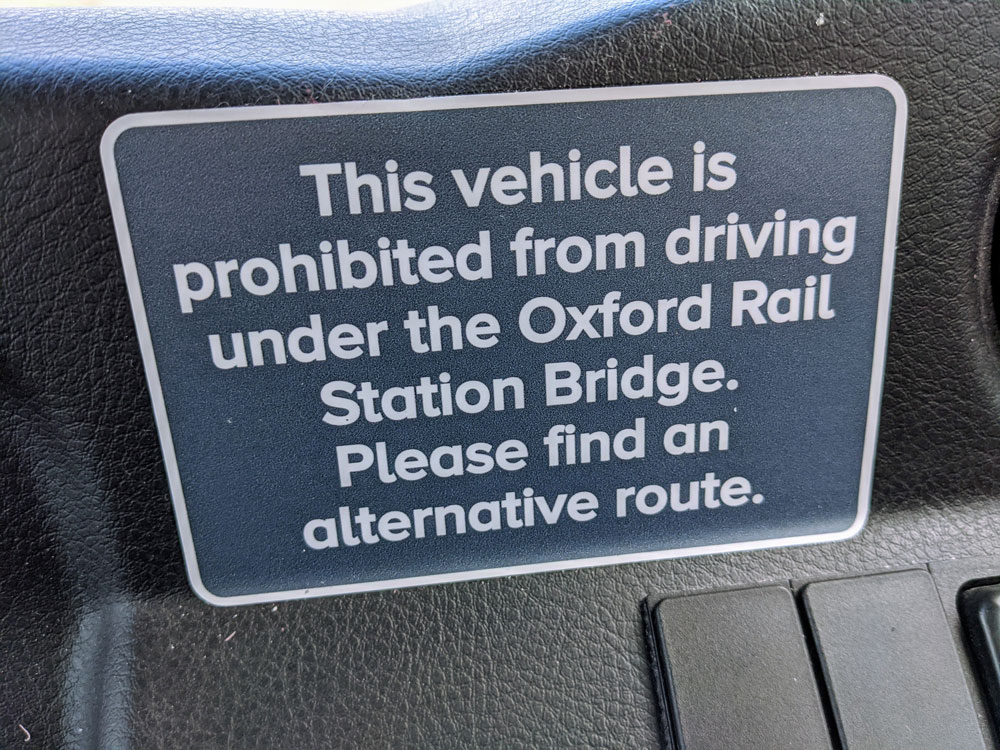 This vehicle is
prohibited from driving
under the Oxford Rail
Station Bridge.
Please find an
alternative route.